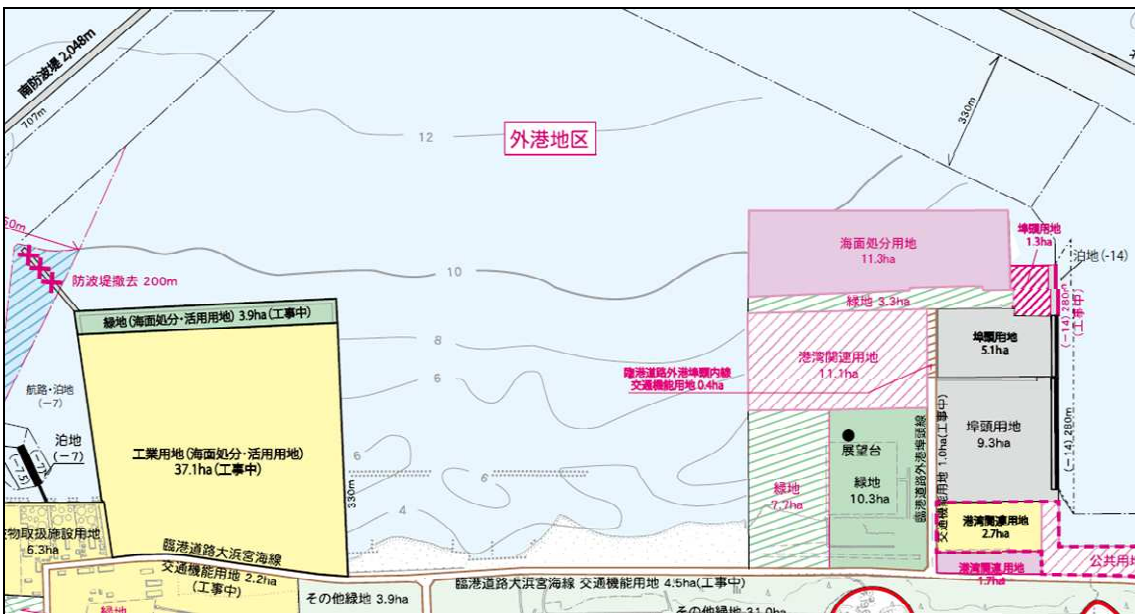 南防波堤 2,048m
707m
外港地区
330m
12
50m
防波堤撤去 200m
10
海面処分用地
11.3ha
埠頭用地
1.3ha
泊地(-14)
緑地 3.3ha
(-14) 280m
(工事中)
緑地(海面処分・活用用地) 3.9ha(工事中)
8
港湾関連用地
11.1ha
埠頭用地
5.1ha
臨港道路外港埠頭内線
交通機能用地 0.4ha
6
航路・泊地
(-7)
泊地
(-7)
(-7.5)
工業用地(海面処分・活用用地)
37.1ha(工事中)
330m
6
6
4
展望台
緑地
10.3ha
緑地
7.7ha
臨港道路外港埠頭線
交通機能用地 1.0ha(工事中)
埠頭用地
9.3ha
(-14) 280m
港湾関連用地
2.7ha
港湾関連用地
1.7ha
公共用地
物取扱施設用地
6.3ha
臨港道路大浜宮海線
交通機能用地 2.2ha
(工事中)
緑地
その他緑地 3.9ha
臨港道路大浜宮海線 交通機能用地 4.5ha(工事中)
その他緑地 31.0ha